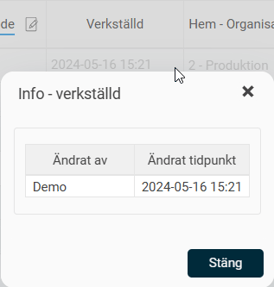 de Verkställd Hem - Organisa
2024-05-16 15:21 2 - Produktion
Info - verkställd
Ändrat av Ändrat tidpunkt
Demo 2024-05-16 15:21
Stäng